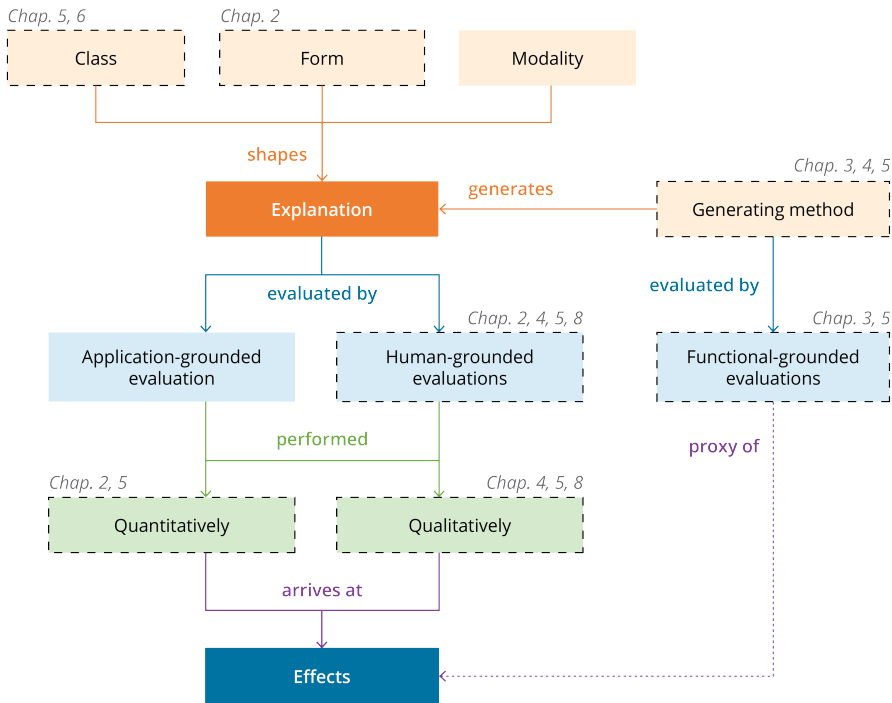 Chap. 5, 6
Chap. 2
Class
Form
Modality
shapes
Chap. 3, 4, 5
generates
Explanation
Generating method
evaluated by
evaluated by
Chap. 2, 4, 5, 8
Chap. 3, 5
Application-grounded
evaluation
Human-grounded
evaluations
Functional-grounded
evaluations
performed
proxy of
Chap. 2, 5
Chap. 4, 5, 8
Quantitatively
Qualitatively
arrives at
Effects